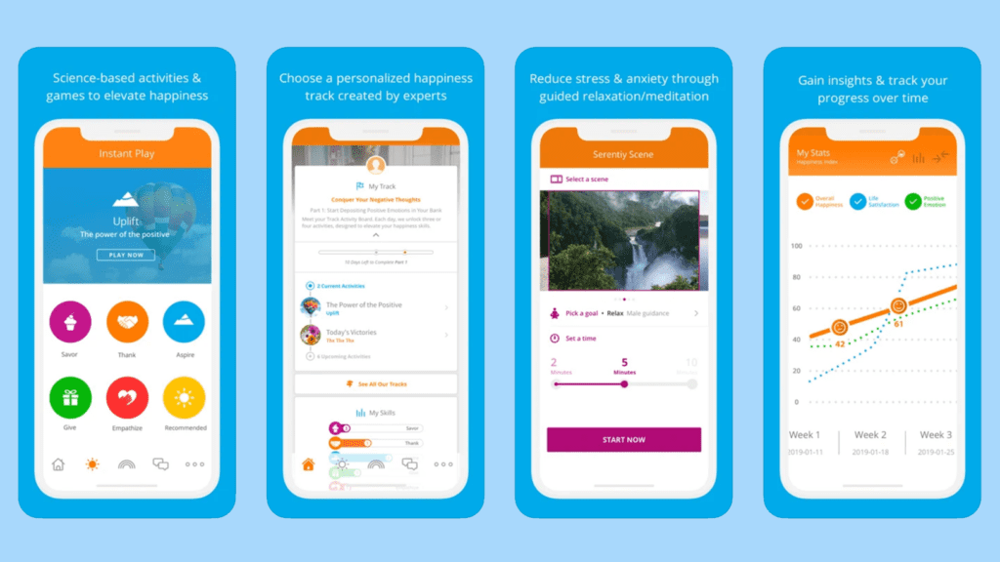 Science-based activities &
games to elevate happiness
Instant Play
Uplift
The power of the positive
PLAY NOW
Savor
Thank
Aspire
Give
Empathize
Recommended
Choose a personalized happiness
track created by experts
My Track
Conquer Your Negative Thoughts
Part 1: Start Depositing Positive Emotions in Your Bank
Meet your Track Activity Board. Each day, we unlock three or
four activities, designed to elevate your happiness skills.
10 Days Left to Complete Part 1
2 Current Activities
The Power of the Positive
Uplift
Today's Victories
Tha Tha Tha
6 Upcoming Activities
See All Our Tracks
My Skills
Savor
Thank
Reduce stress & anxiety through
guided relaxation/meditation
Serentiy Scene
Select a scene
Pick a goal • Relax Male guidance
Set a time
2 5 10
Minutes Minutes Minutes
START NOW
Gain insights & track your
progress over time
My Stats
Happiness Index
Overall Happiness
Life Satisfaction
Positive Emotion
100
80
60
61
40
42
20
0
Week 1 Week 2 Week 3
2019-01-11 2019-01-18 2019-01-25